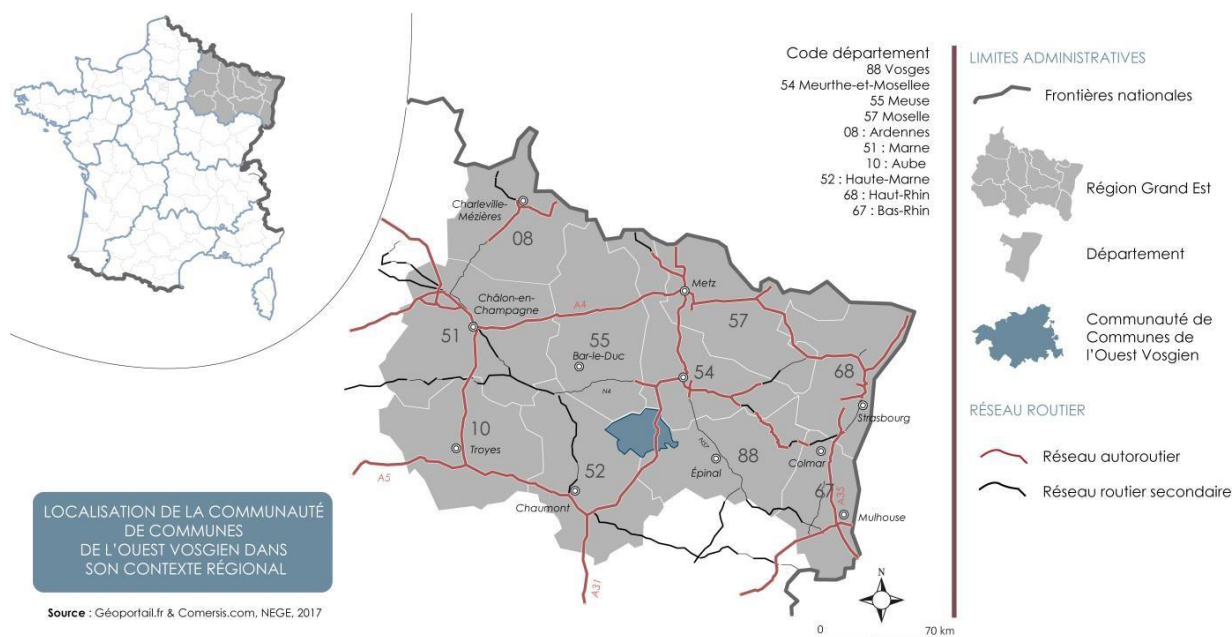 Code département
88 Vosges
54 Meurthe-et-Mosellee
55 Meuse
57 Moselle
08 : Ardennes
51 : Marne
10 : Aube
52 : Haute-Marne
68 : Haut-Rhin
67 : Bas-Rhin
LIMITES ADMINISTRATIVES
Frontières nationales
Région Grand Est
Département
Communauté de
Communes de
l'Ouest Vosgien
RÉSEAU ROUTIER
Réseau autoroutier
Réseau routier secondaire
Charleville-
Mézières
08
Metz
Châlon-en-
Champagne
A4
51
55
57
Bar-le-Duc
54
68
N4
Strasbourg
10
Troyes
N57
88
Colmar
Épinal
52
A5
67
A35
Chaumont
Mulhouse
A31
N
0
70 km
LOCALISATION DE LA COMMUNAUTÉ
DE COMMUNES
DE L'OUEST VOSGIEN DANS
SON CONTEXTE RÉGIONAL
Source : Géoportail.fr & Comersis.com, NEGE, 2017